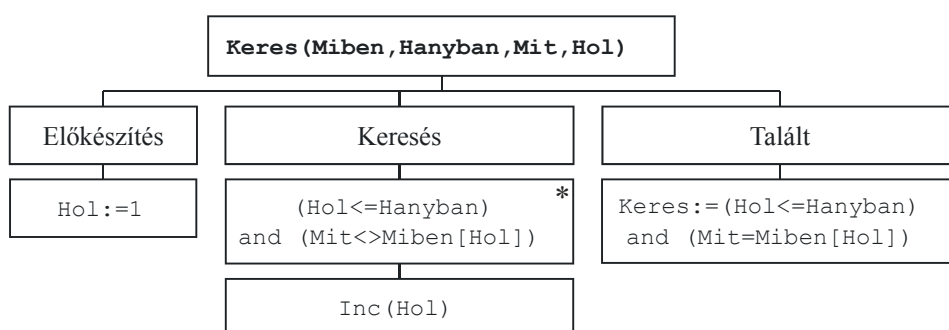 Keres(Miben,Hanyban,Mit,Hol)
Előkészítés
Keresés
Talált
Hol:=1
*
(Hol<=Hanyban)
and (Mit<>Miben[Hol])
Keres:=(Hol<=Hanyban)
and (Mit=Miben[Hol])
Inc(Hol)